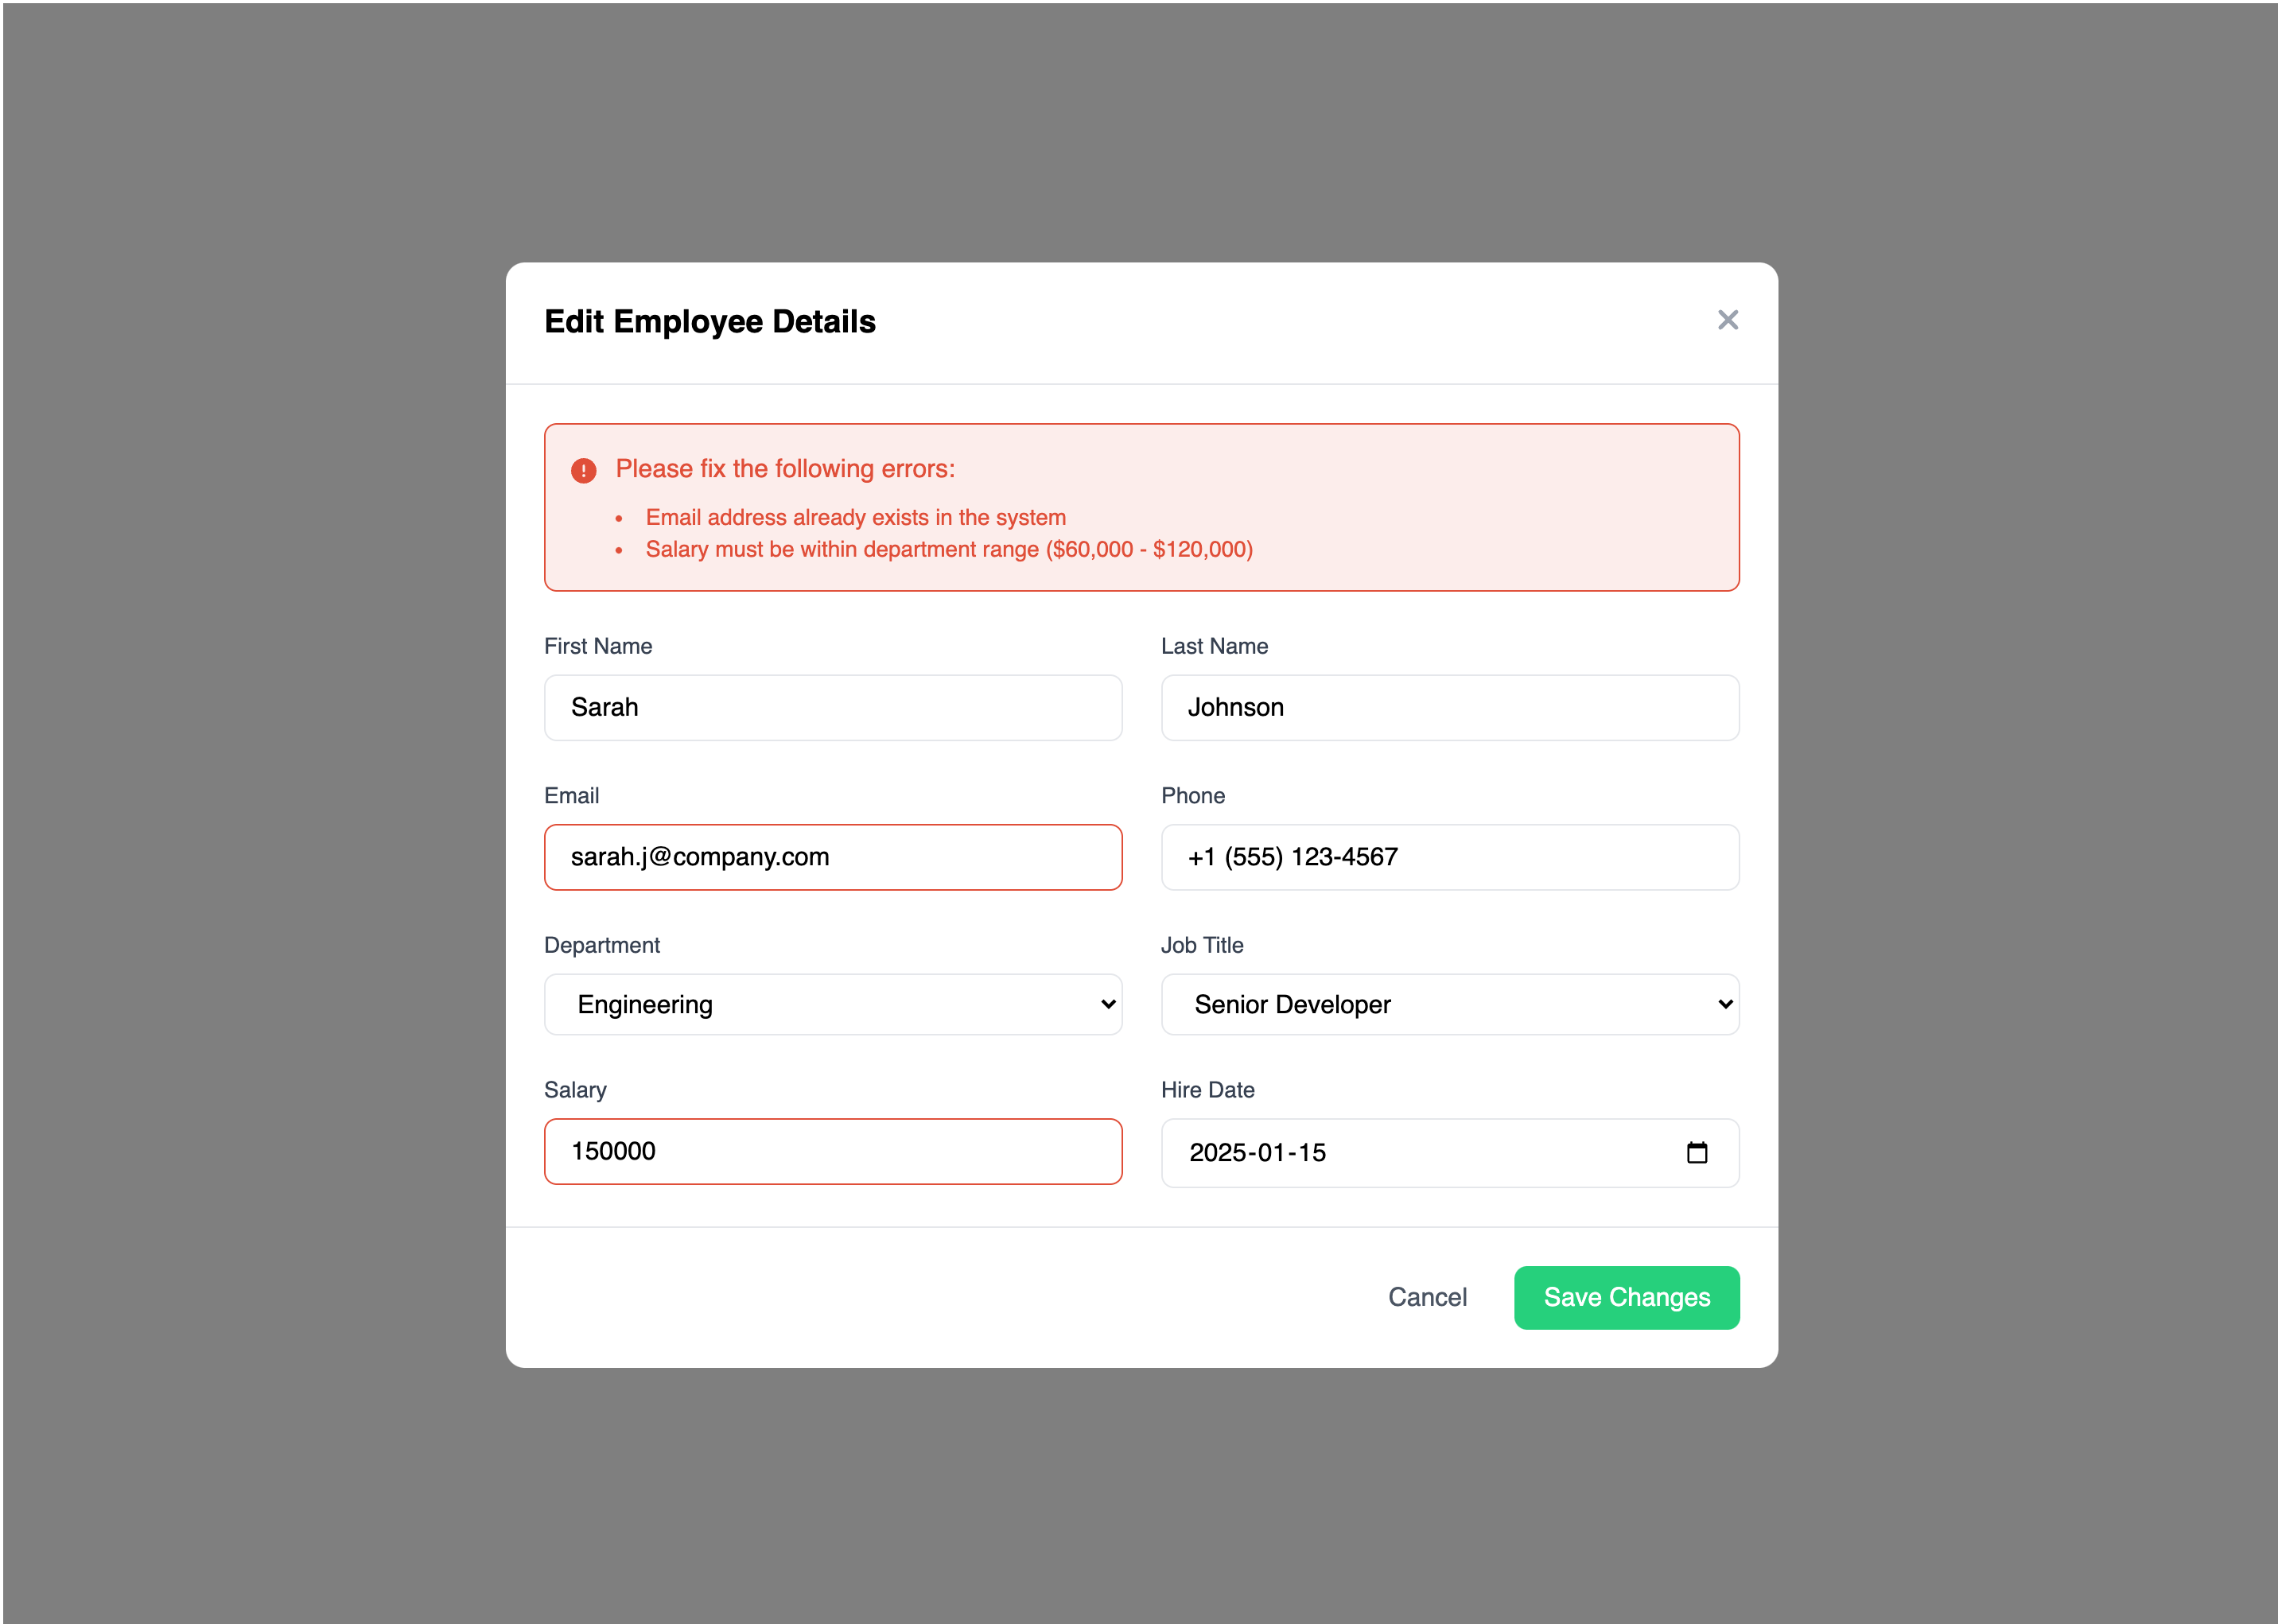 Edit Employee Details
Please fix the following errors:
Email address already exists in the system
Salary must be within department range ($60,000 - $120,000)
First Name
Last Name
Sarah
Johnson
Email
Phone
sarah.j@company.com
+1 (555) 123-4567
Department
Job Title
Engineering
Senior Developer
Salary
Hire Date
150000
2025-01-15
Cancel
Save Changes